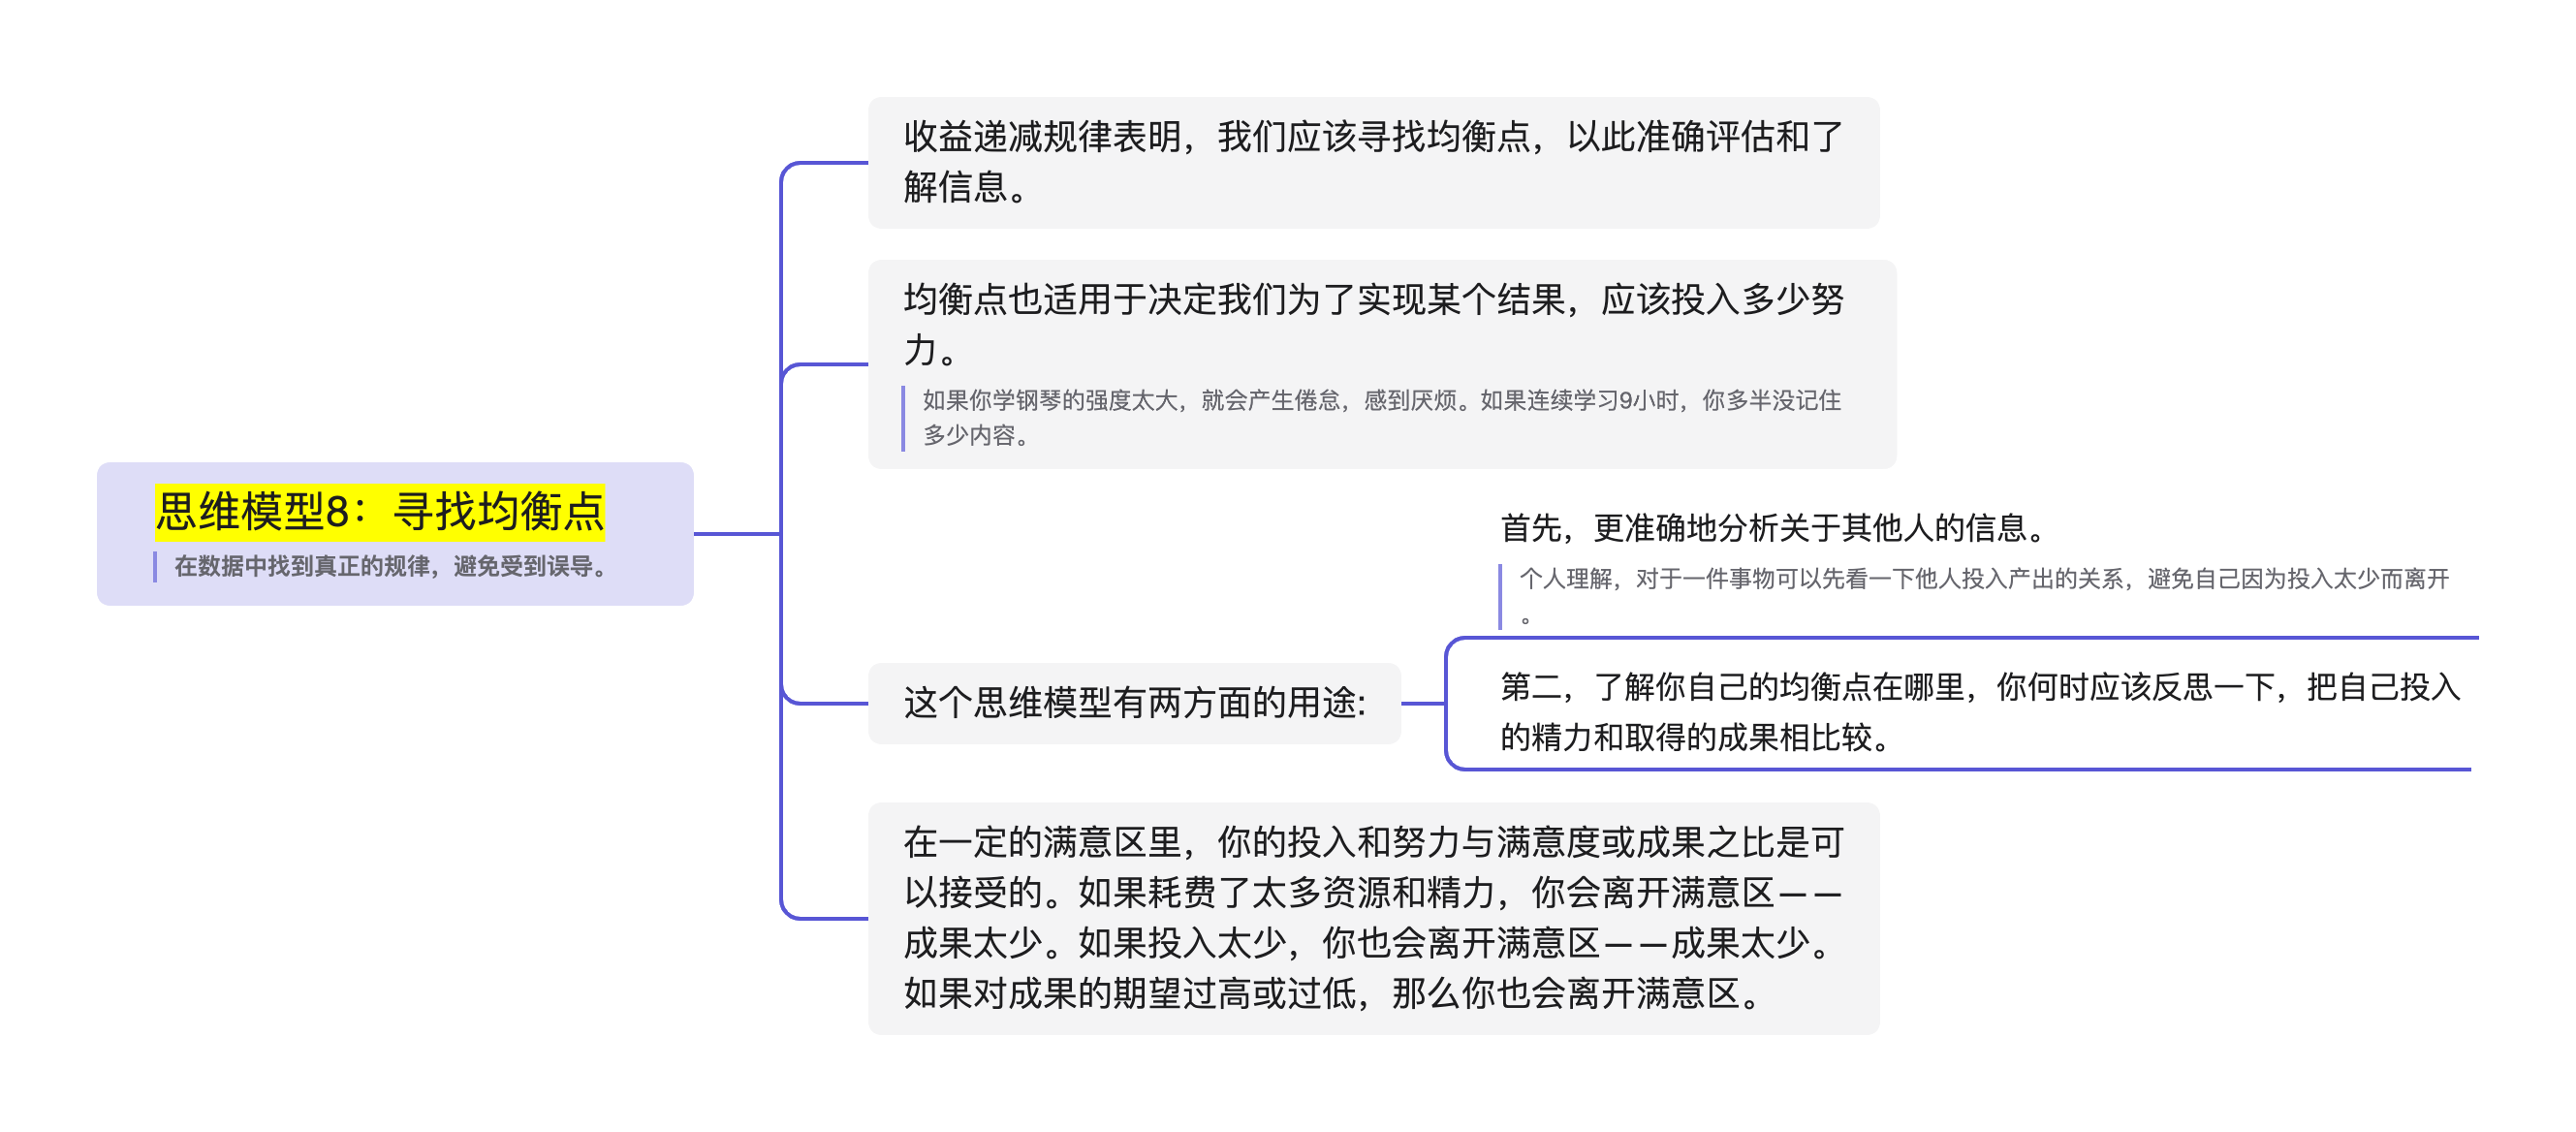 收益递减规律表明，我们应该寻找均衡点，以此准确评估和了
解信息。
均衡点也适用于决定我们为了实现某个结果，应该投入多少努
力。
如果你学钢琴的强度太大，就会产生倦怠，感到厌烦。如果连续学习9小时，你多半没记住
多少内容。
思维模型8：寻找均衡点
在数据中找到真正的规律，避免受到误导。
首先，更准确地分析关于其他人的信息。
个人理解，对于一件事物可以先看一下他人投入产出的关系，避免自己因为投入太少而离开
。
这个思维模型有两方面的用途:
第二，了解你自己的均衡点在哪里，你何时应该反思一下，把自己投入
的精力和取得的成果相比较。
在一定的满意区里，你的投入和努力与满意度或成果之比是可
以接受的。如果耗费了太多资源和精力，你会离开满意区——
成果太少。如果投入太少，你也会离开满意区——成果太少。
如果对成果的期望过高或过低，那么你也会离开满意区。